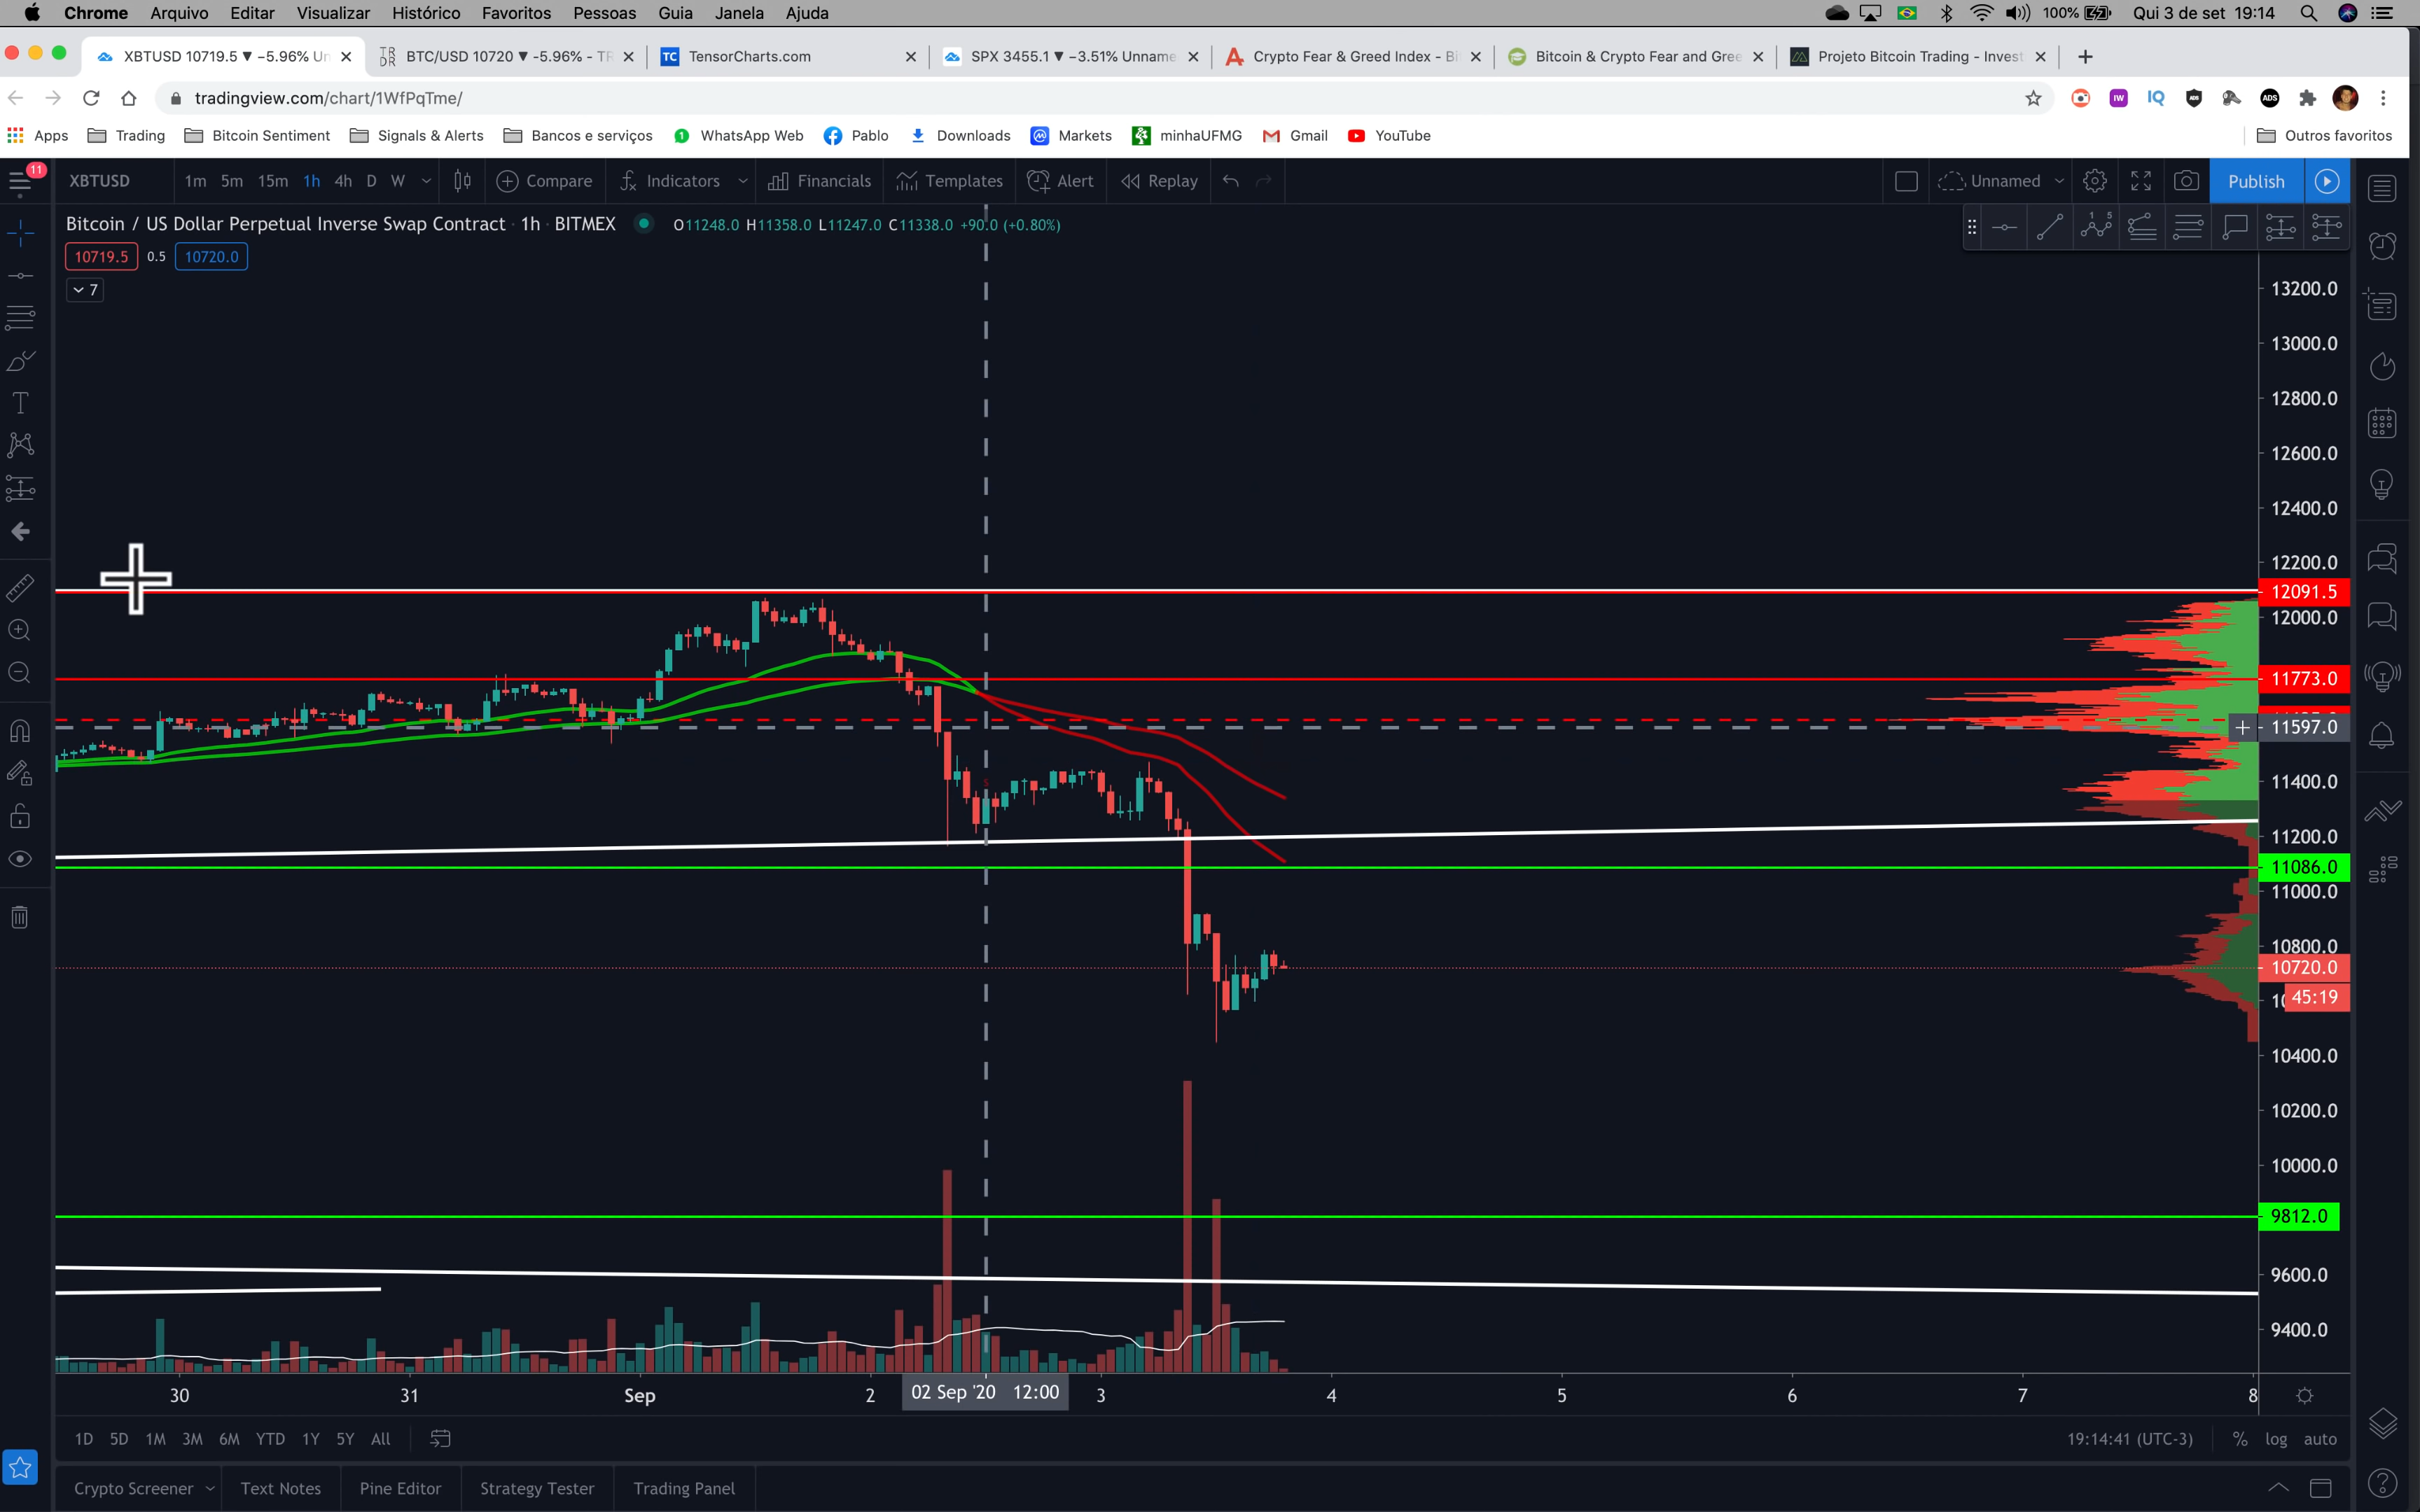 Chrome Arquivo Editar Visualizar Histórico Favoritos Pessoas Guia Janela Ajuda 100% Qui 3 de set 19:14
XBTUSD 10719.5 ▼ −5.96% Un BTC/USD 10720 ▼ -5.96% - TR TC TensorCharts.com SPX 3455.1 ▼ −3.51% Unname Crypto Fear & Greed Index - Bi Bitcoin & Crypto Fear and Gree Projeto Bitcoin Trading - Invest
tradingview.com/chart/1WfPqTme/ IW IQ ADS
Apps Trading Bitcoin Sentiment Signals & Alerts Bancos e serviços 1 WhatsApp Web Pablo Downloads Markets minhaUFMG Gmail YouTube Outros favoritos
11 XBTUSD 1m 5m 15m 1h 4h D W Compare Indicators Financials Templates Alert Replay Unnamed Publish
Bitcoin / US Dollar Perpetual Inverse Swap Contract · 1h · BITMEX O11248.0 H11358.0 L11247.0 C11338.0 +90.0 (+0.80%)
10719.5 0.5 10720.0
7
13200.0
13000.0
12800.0
12600.0
12400.0
12200.0
12091.5
12000.0
11773.0
11597.0
11400.0
11200.0
11086.0
11000.0
10800.0
10720.0
45:19
10400.0
10200.0
10000.0
9812.0
9600.0
9400.0
30 31 Sep 2 02 Sep '20 12:00 3 4 5 6 7 8
1D 5D 1M 3M 6M YTD 1Y 5Y All 19:14:41 (UTC-3) % log auto
Crypto Screener Text Notes Pine Editor Strategy Tester Trading Panel